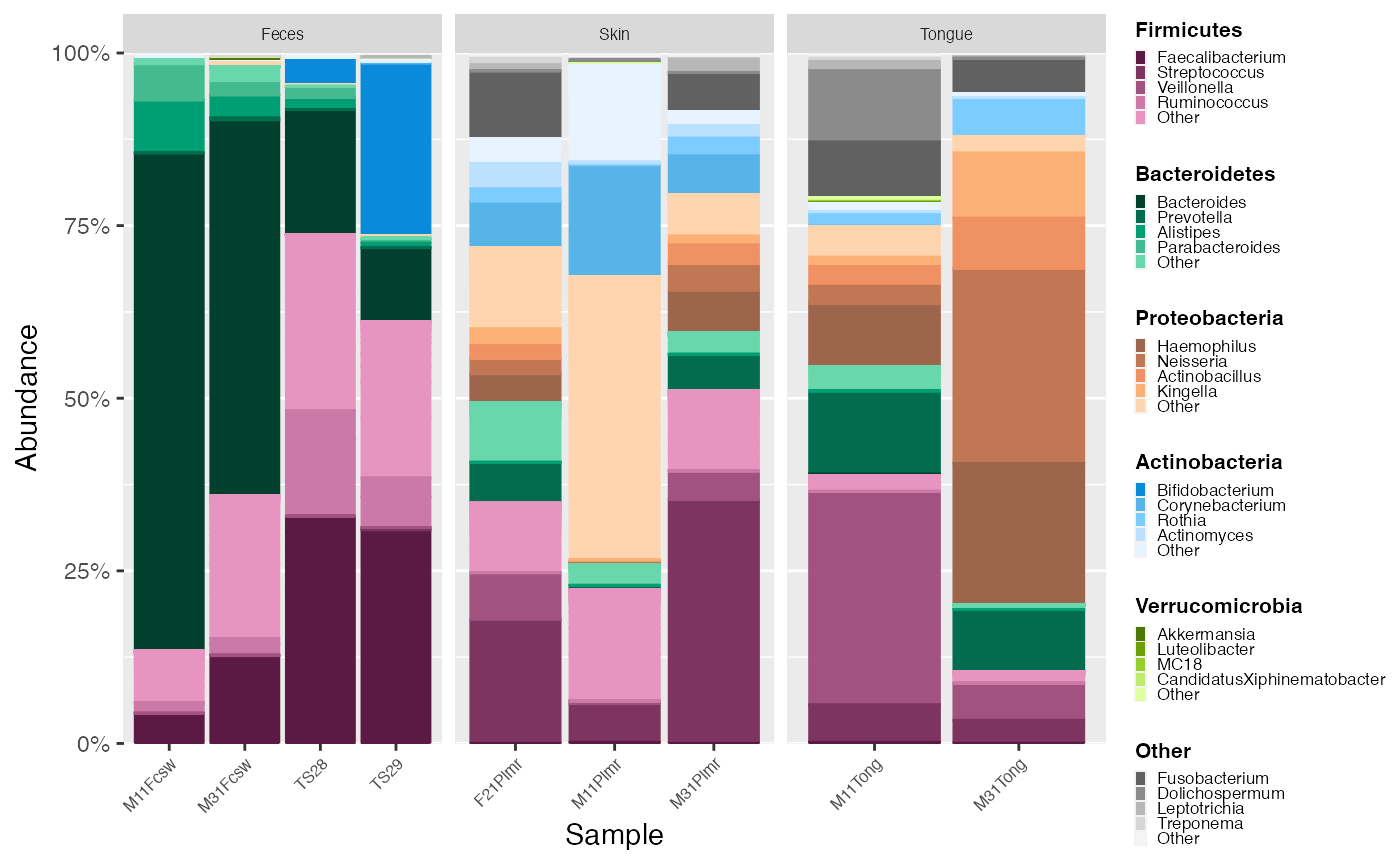 Feces
Skin
Tongue
100%
75%
50%
25%
0%
Abundance
M11Fcsw
M31Fcsw
TS28
TS29
F21Plmr
M11Plmr
M31Plmr
M11Tong
M31Tong
Sample
Firmicutes
Faecalibacterium
Streptococcus
Veillonella
Ruminococcus
Other
Bacteroidetes
Bacteroides
Prevotella
Alistipes
Parabacteroides
Other
Proteobacteria
Haemophilus
Neisseria
Actinobacillus
Kingella
Other
Actinobacteria
Bifidobacterium
Corynebacterium
Rothia
Actinomyces
Other
Verrucomicrobia
Akkermansia
Luteolibacter
MC18
CandidatusXiphinematobacter
Other
Other
Fusobacterium
Dolichospermum
Leptotrichia
Treponema
Other